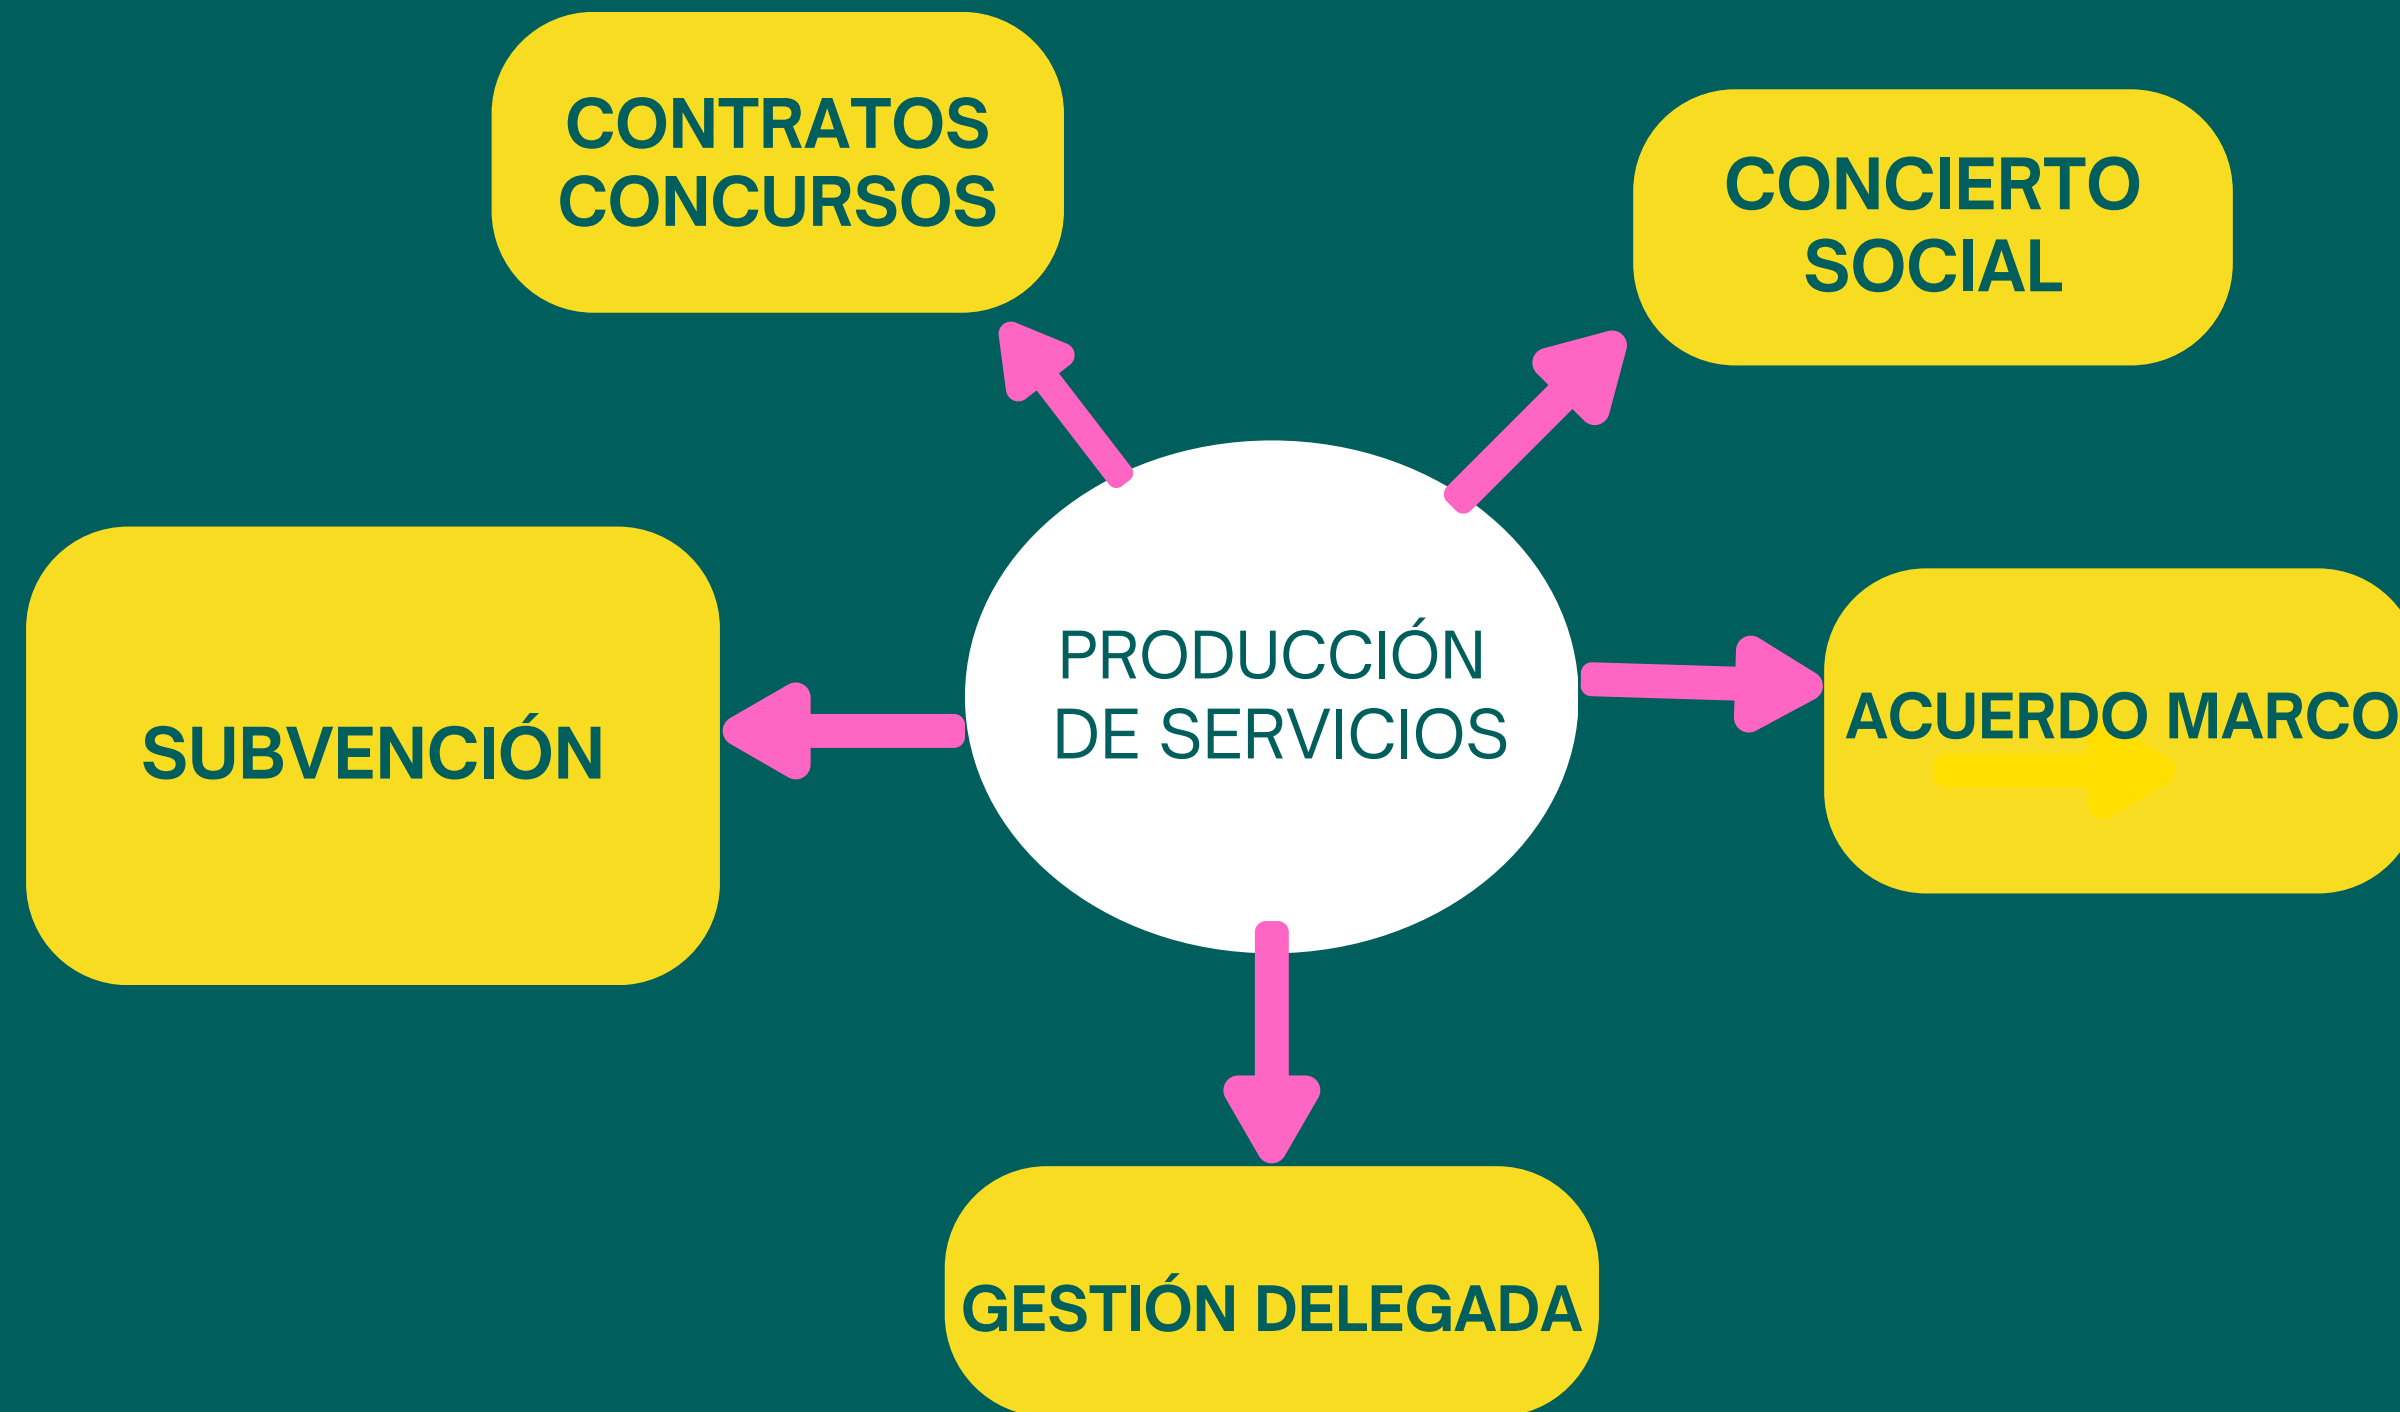 CONTRATOS
CONCURSOS
CONCIERTO
SOCIAL
PRODUCCIÓN
DE SERVICIOS
ACUERDO MARCO
SUBVENCIÓN
GESTIÓN DELEGADA